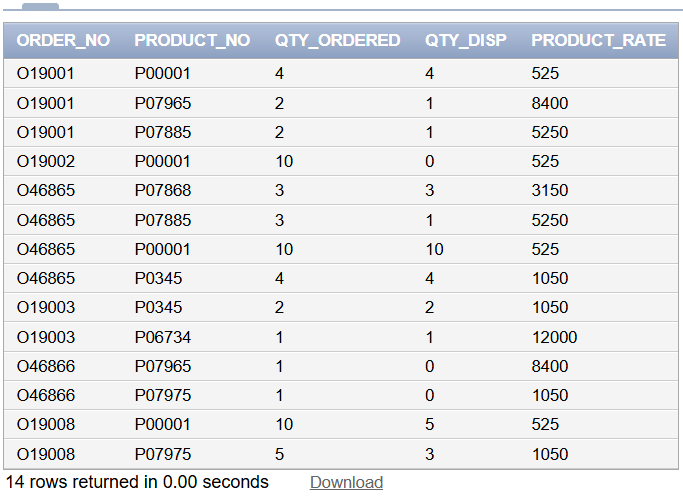 ORDER_NO PRODUCT_NO QTY_ORDERED QTY_DISP PRODUCT_RATE
O19001 P00001 4 4 525
O19001 P07965 2 1 8400
O19001 P07885 2 1 5250
O19002 P00001 10 0 525
O46865 P07868 3 3 3150
O46865 P07885 3 1 5250
O46865 P00001 10 10 525
O46865 P0345 4 4 1050
O19003 P0345 2 2 1050
O19003 P06734 1 1 12000
O46866 P07965 1 0 8400
O46866 P07975 1 0 1050
O19008 P00001 10 5 525
O19008 P07975 5 3 1050
14 rows returned in 0.00 seconds Download